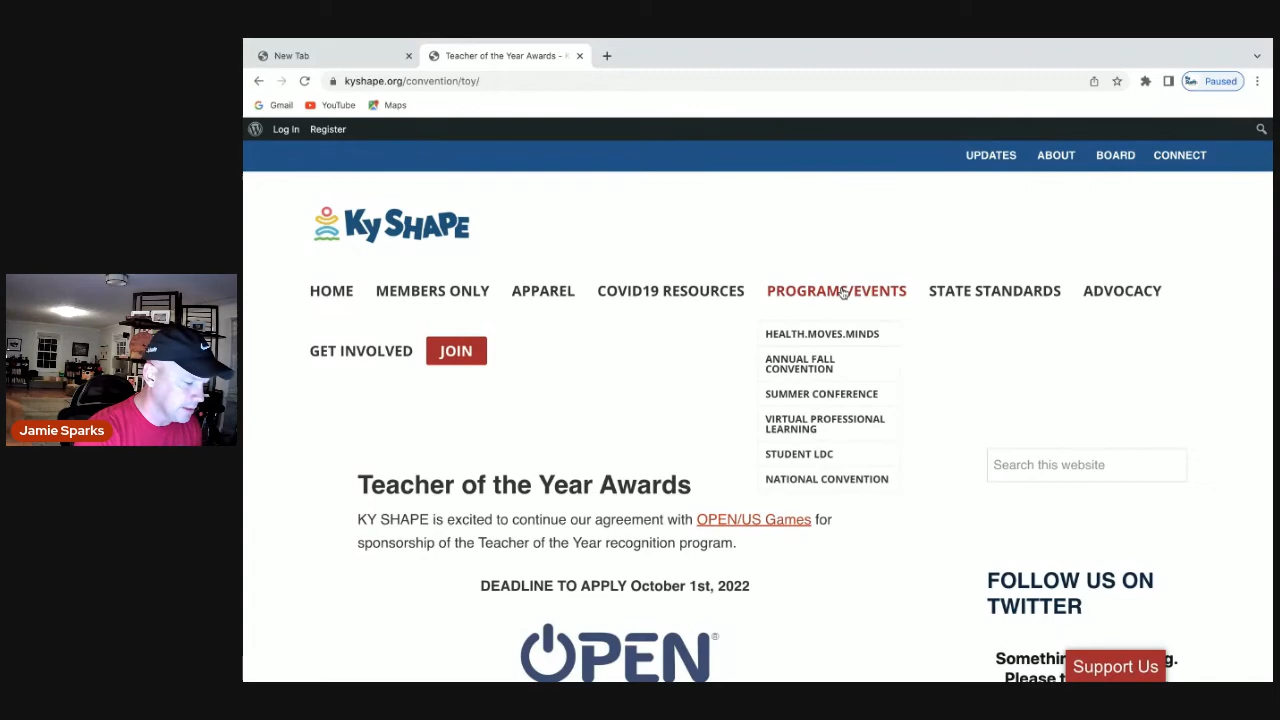 New Tab
Teacher of the Year Awards - K
kyshape.org/convention/toy/
Paused
Gmail YouTube Maps
Log In Register
UPDATES ABOUT BOARD CONNECT
Ky SHAPE
HOME MEMBERS ONLY APPAREL COVID19 RESOURCES PROGRAMS/EVENTS STATE STANDARDS ADVOCACY
HEALTH.MOVES.MINDS
ANNUAL FALL
CONVENTION
SUMMER CONFERENCE
VIRTUAL PROFESSIONAL
LEARNING
STUDENT LDC
NATIONAL CONVENTION
GET INVOLVED JOIN
Jamie Sparks
Search this website
Teacher of the Year Awards
KY SHAPE is excited to continue our agreement with OPEN/US Games for
sponsorship of the Teacher of the Year recognition program.
DEADLINE TO APPLY October 1st, 2022
OPEN®
FOLLOW US ON
TWITTER
Please
Support Us